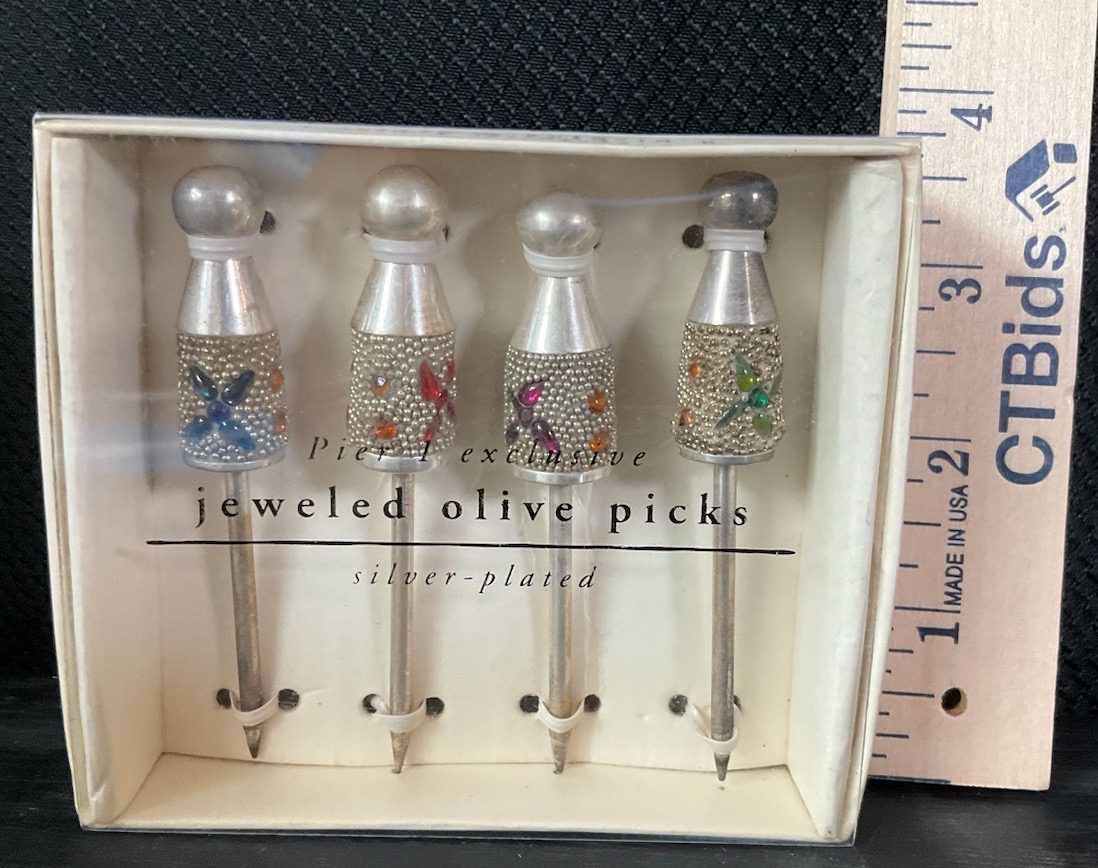 Pier 1 exclusive
jeweled olive picks
silver-plated
4
3
2
1
MADE IN USA
CTBids.